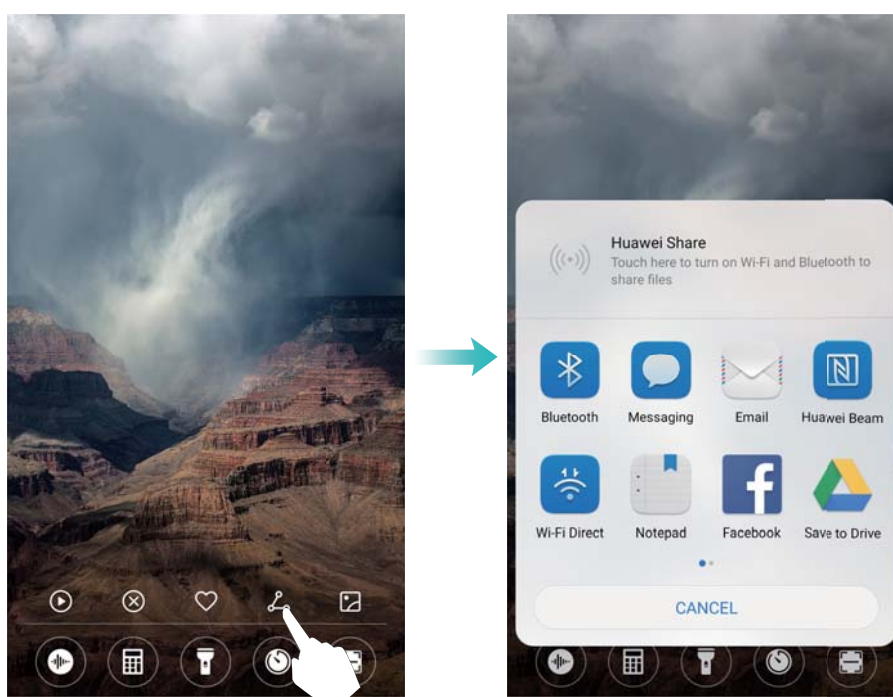 Huawei Share
Touch here to turn on Wi-Fi and Bluetooth to
share files
Bluetooth
Messaging
Email
Huawei Beam
Wi-Fi Direct
Notepad
Facebook
Save to Drive
CANCEL